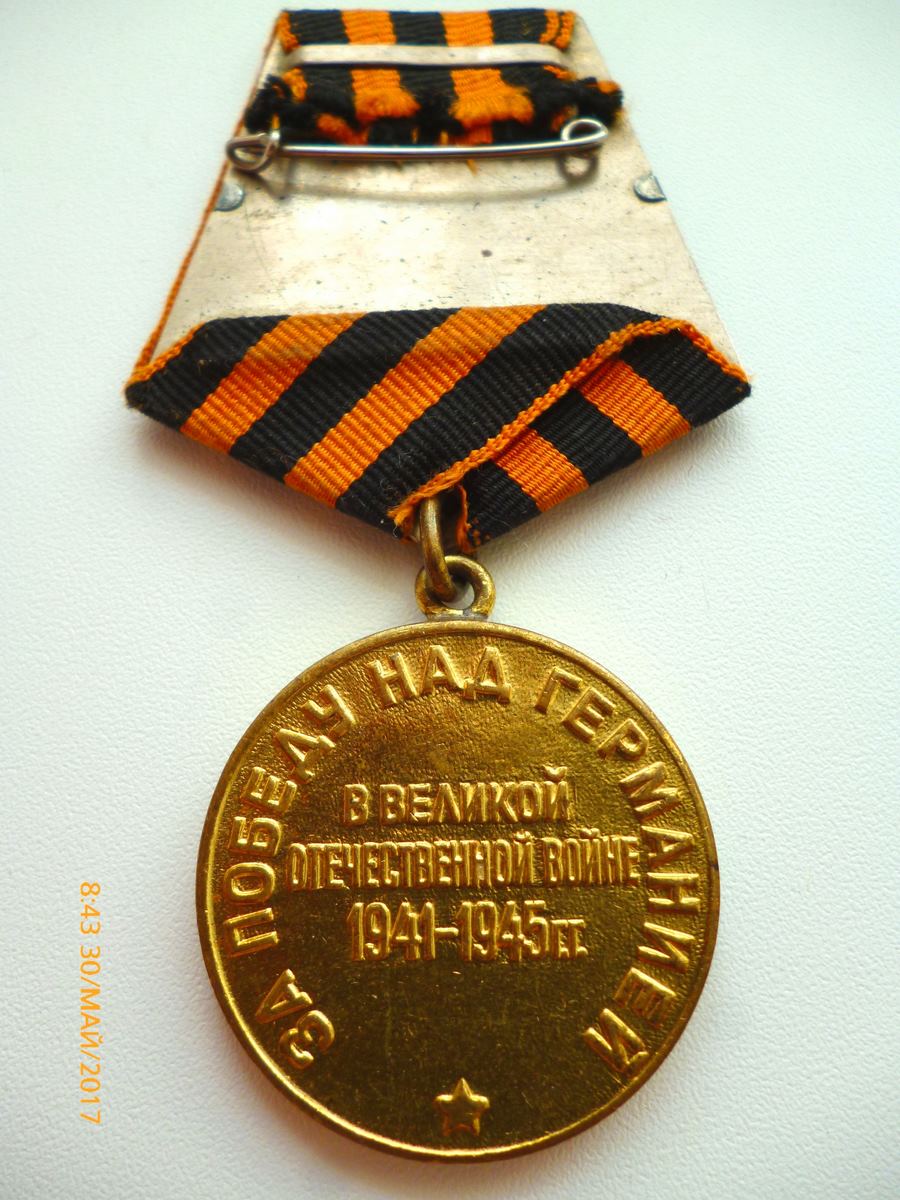 ЗА ПОБЕДУ НАД ГЕРМАНИЕЙ
В ВЕЛИКОЙ
ОТЕЧЕСТВЕННОЙ ВОЙНЕ
1941–1945 ГГ.
8:43 30/МАЙ/2017